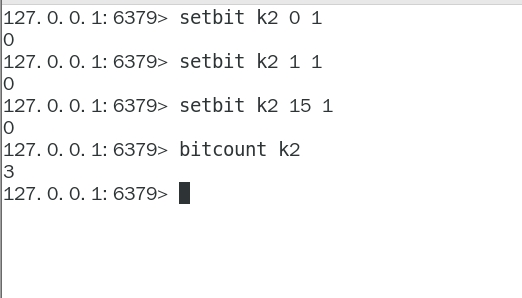 127.0.0.1:6379> setbit k2 0 1
0
127.0.0.1:6379> setbit k2 1 1
0
127.0.0.1:6379> setbit k2 15 1
0
127.0.0.1:6379> bitcount k2
3
127.0.0.1:6379>